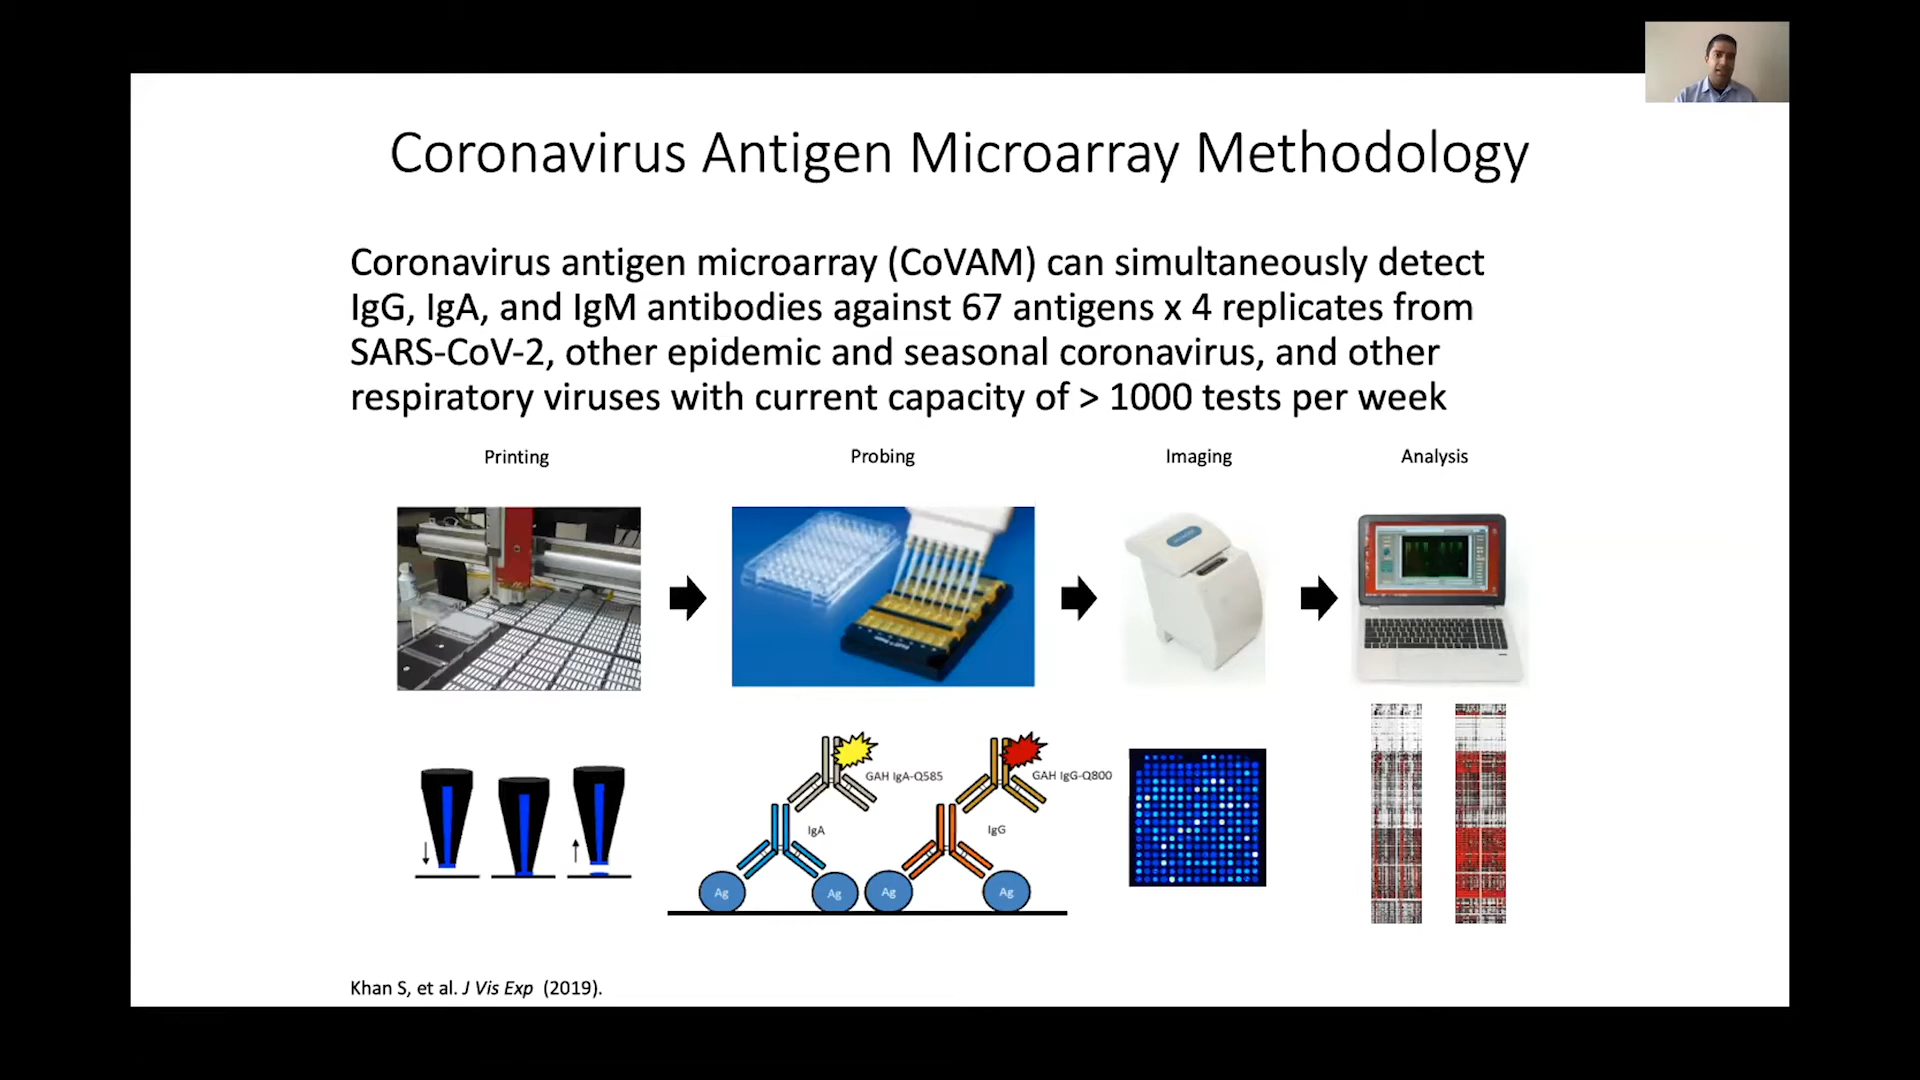 Coronavirus Antigen Microarray Methodology
Coronavirus antigen microarray (CoVAM) can simultaneously detect
IgG, IgA, and IgM antibodies against 67 antigens x 4 replicates from
SARS-CoV-2, other epidemic and seasonal coronavirus, and other
respiratory viruses with current capacity of > 1000 tests per week
Printing
Probing
Imaging
Analysis
GAH IgA-Q585
GAH IgG-Q800
IgA
IgG
Ag
Ag
Ag
Ag
Khan S, et al. J Vis Exp (2019).